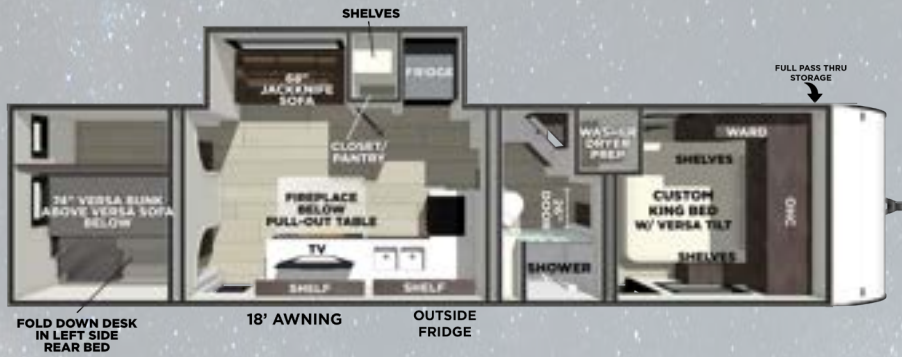 SHELVES
68"
JACKKNIFE
SOFA
FRIDGE
FULL PASS THRU
STORAGE
CLOSET/
PANTRY
WASHER
DRYER
PREP
WARD
SHELVES
74" VERSA BUNK
ABOVE VERSA SOFA
BELOW
FIREPLACE
BELOW
PULL-OUT TABLE
DOOR
CUSTOM
KING BED
W/ VERSA TILT
OHC
TV
SHOWER
SHELVES
SHELF
SHELF
FOLD DOWN DESK
IN LEFT SIDE
REAR BED
18' AWNING
OUTSIDE
FRIDGE